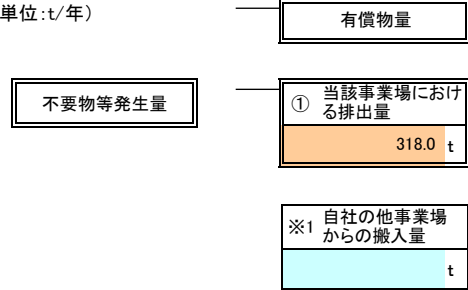 単位:t/年)
有償物量
不要物等発生量
① 当該事業場におけ
る排出量
318.0 t
※1 自社の他事業場
からの搬入量
t